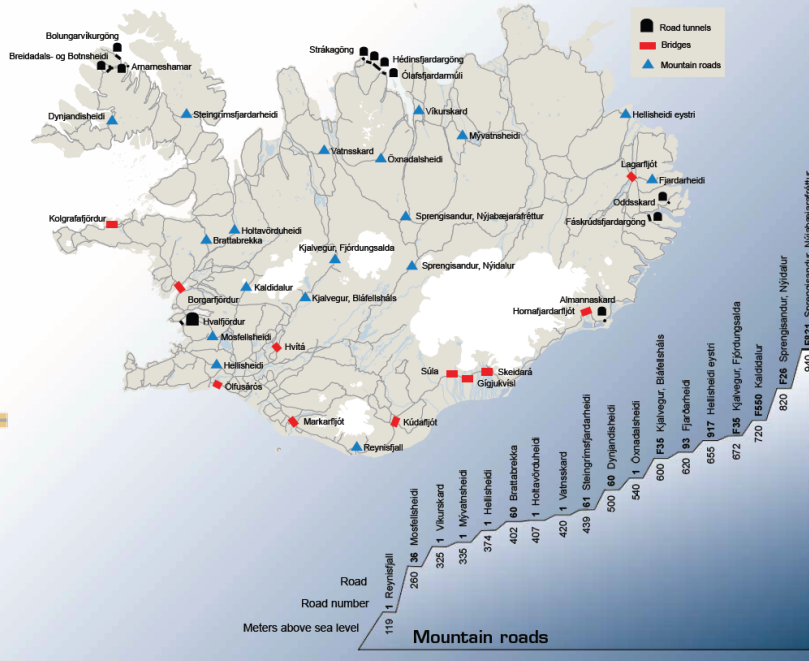 Bolungarvíkurgöng
Breidadals- og Botnsheidi
Arnarneshamar
Strákagöng
Hédinsfjardargöng
Ólafsfjardarmúli
Road tunnels
Bridges
Mountain roads
Dynjandisheidi
Steingrímsfjardarheidi
Víkurskard
Mývatnsheidi
Hellisheidi eystri
Vatnsskard
Öxnadalsheidi
Lagarfljót
Fjardarheidi
Oddsskard
Fáskrúdsfjardargöng
Kolgrafafjördur
Holtavörduheidi
Brattabrekka
Sprengisandur, Nýjabæjarafréttur
Kjalvegur, Fjórdungsalda
Sprengisandur, Nýidalur
Kaldidalur
Kjalvegur, Bláfellsháls
Borgarfjördur
Almannaskard
Hornafjardarfljót
Hvalfjördur
Mosfellsheidi
Hvítá
Hellisheidi
Ölfusárós
Súla
Skeidará
Gígjukvísl
Markarfljót
Kúdafljót
Reynisfjall
Road
Road number
Meters above sea level
119 1 Reynisfjall
260 36 Mosfellsheidi
325 1 Víkurskard
335 1 Mývatnsheidi
374 1 Hellisheidi
402 60 Brattabrekka
407 1 Holtavörduheidi
420 1 Vatnsskard
439 61 Steingrímsfjardarheidi
500 60 Dynjandisheidi
540 1 Öxnadalsheidi
600 F35 Kjalvegur, Bláfellsháls
620 93 Fjarðarheidi
655 917 Hellisheidi eystri
672 F35 Kjalvegur, Fjórdungsalda
720 F550 Kaldidalur
820 F26 Sprengisandur, Nýidalur
940 F821 Sprengisandur, Nýjabæjarafréttur
Mountain roads